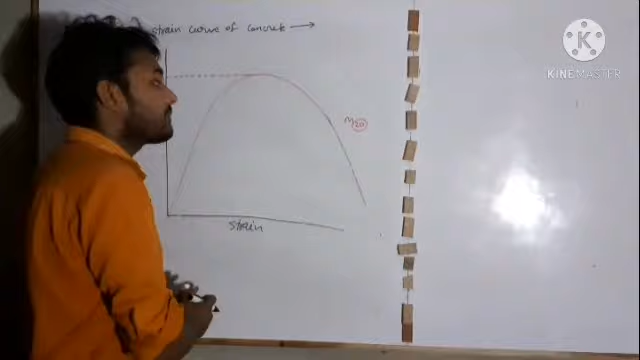 strain curve of concrete →
M20
strain
KINEMASTER